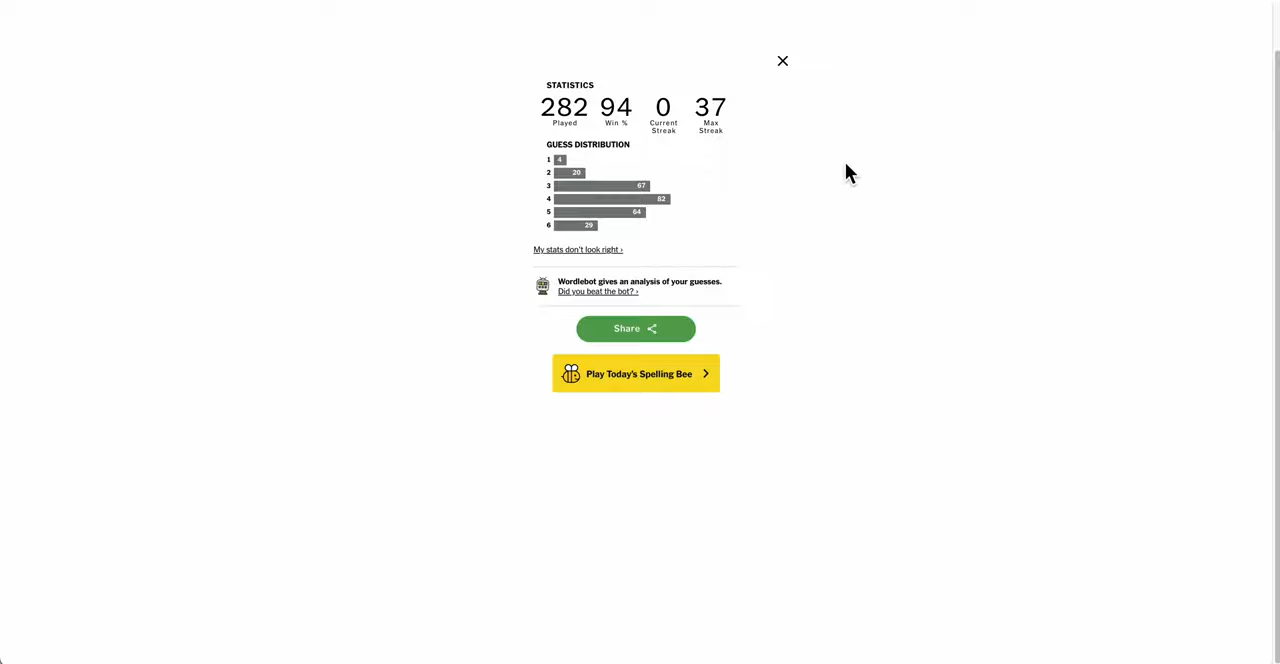 STATISTICS
282 94 0 37
Played Win % Current Streak Max Streak
GUESS DISTRIBUTION
1 4
2 20
3 67
4 82
5 64
6 29
My stats don't look right ›
Wordlebot gives an analysis of your guesses.
Did you beat the bot? ›
Share
Play Today's Spelling Bee